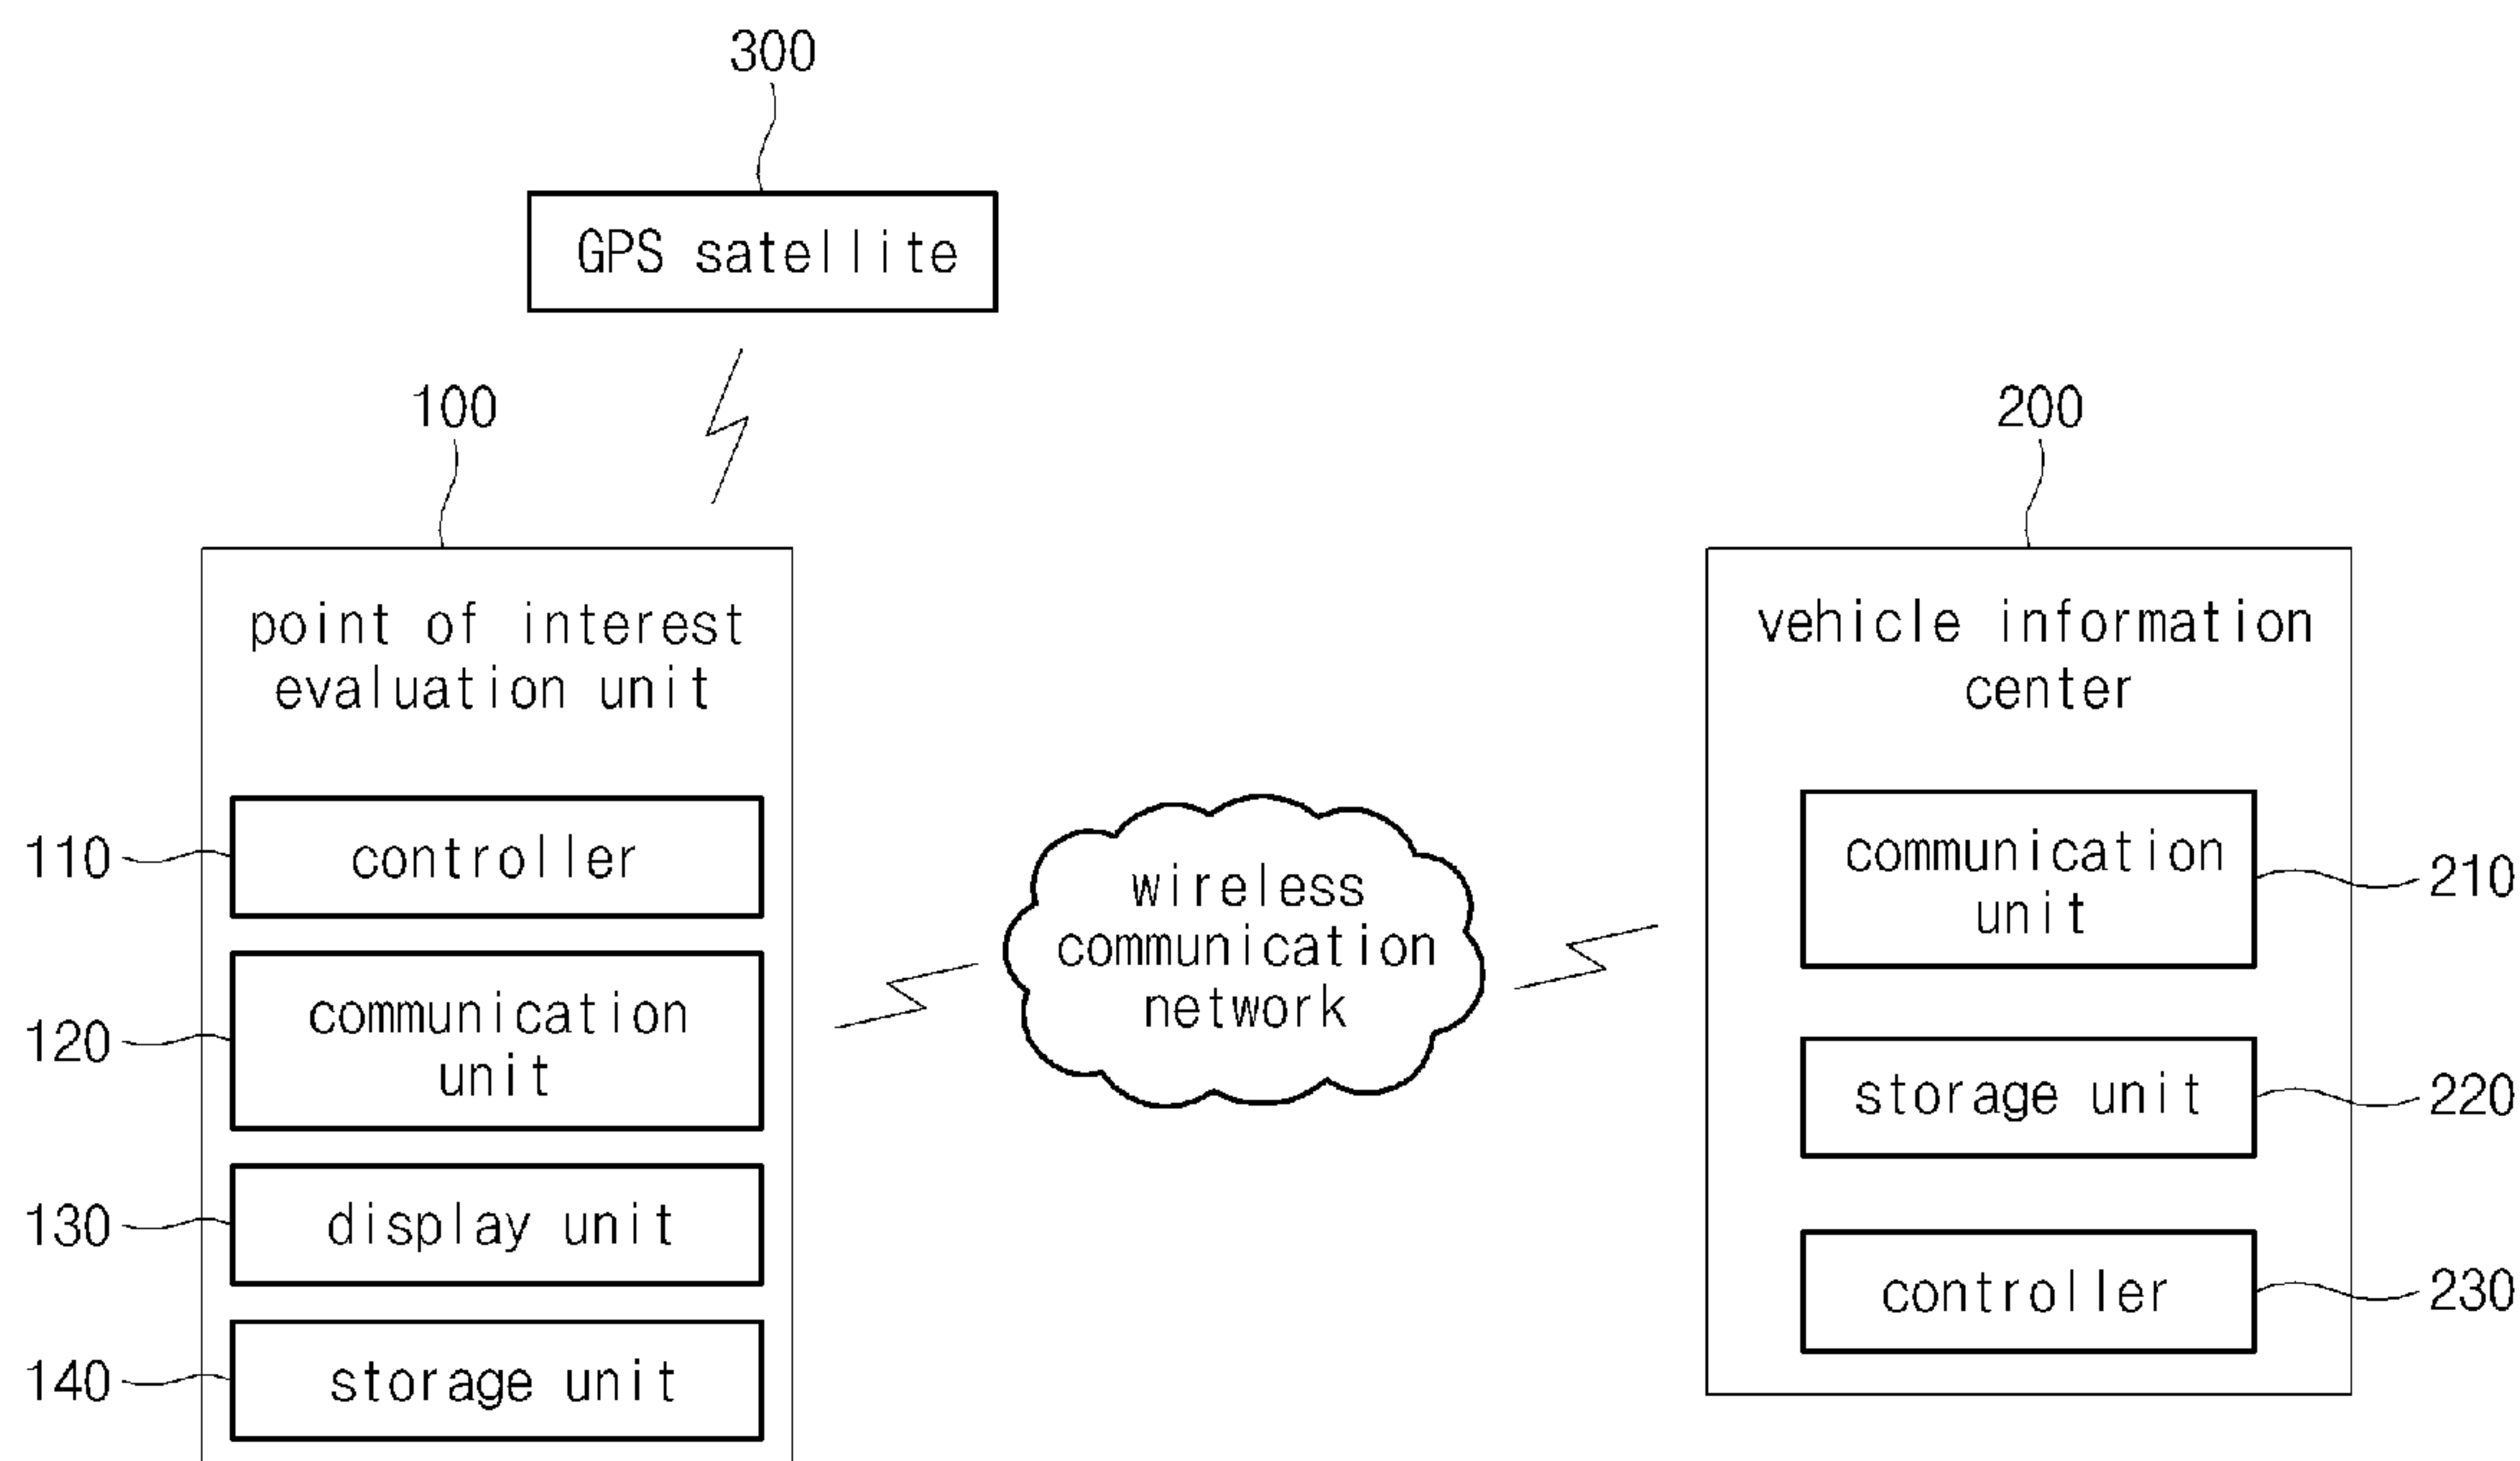 300
GPS satellite
100
point of interest
evaluation unit
110
controller
120
communication
unit
130
display unit
140
storage unit
wireless
communication
network
200
vehicle information
center
communication
unit
210
storage unit
220
controller
230